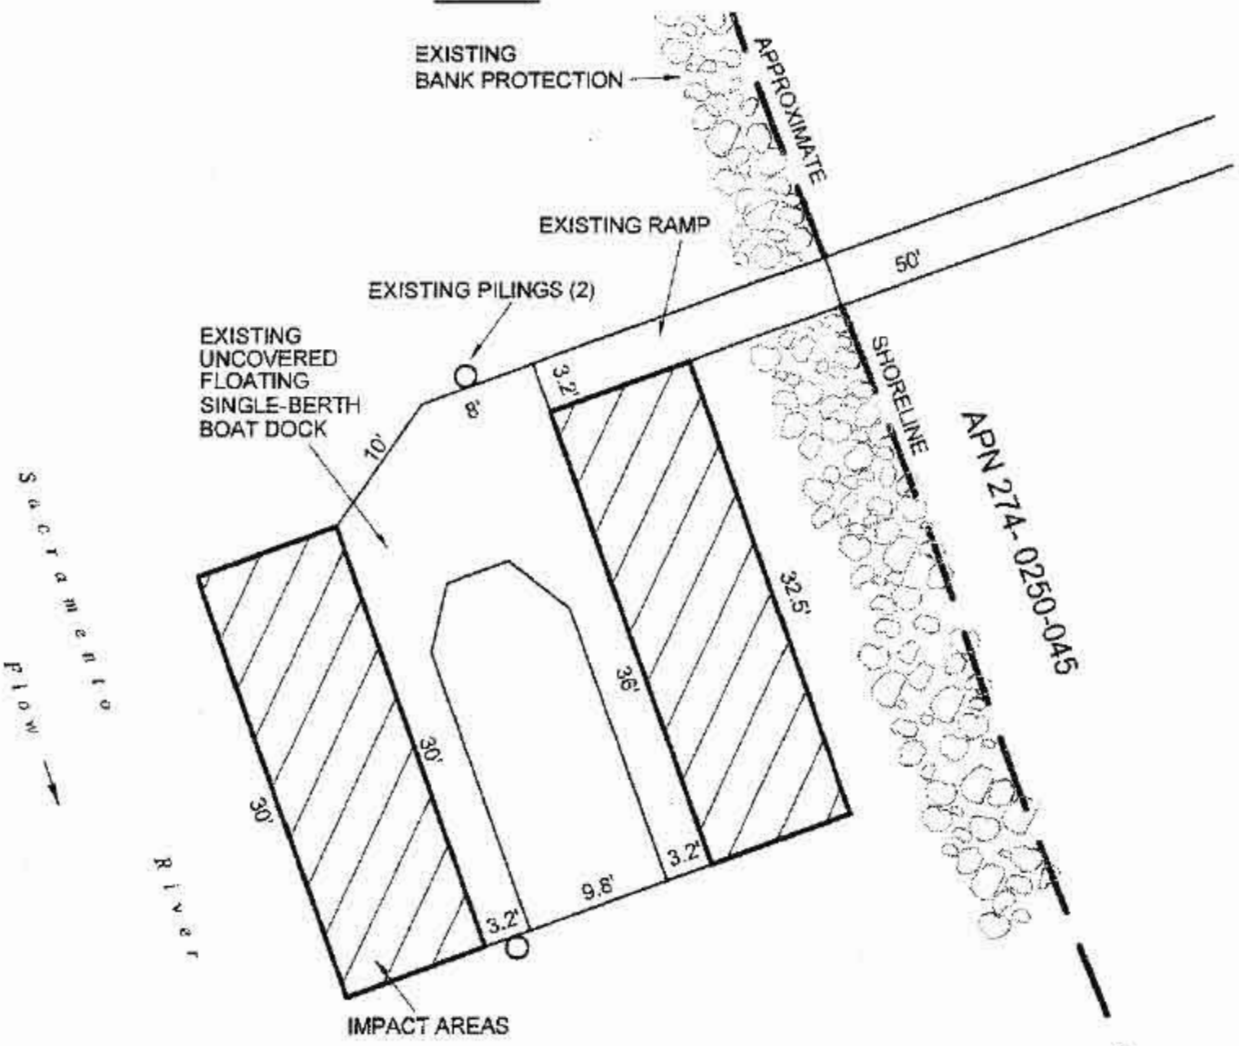 EXISTING
BANK PROTECTION
APPROXIMATE
EXISTING RAMP
50'
EXISTING PILINGS (2)
EXISTING
UNCOVERED
FLOATING
SINGLE-BERTH
BOAT DOCK
3.2'
8'
10'
SHORELINE
APN 274-0250-045
Sacramento
River
Flow
32.5'
36'
30'
30'
3.2'
9.8'
3.2'
IMPACT AREAS